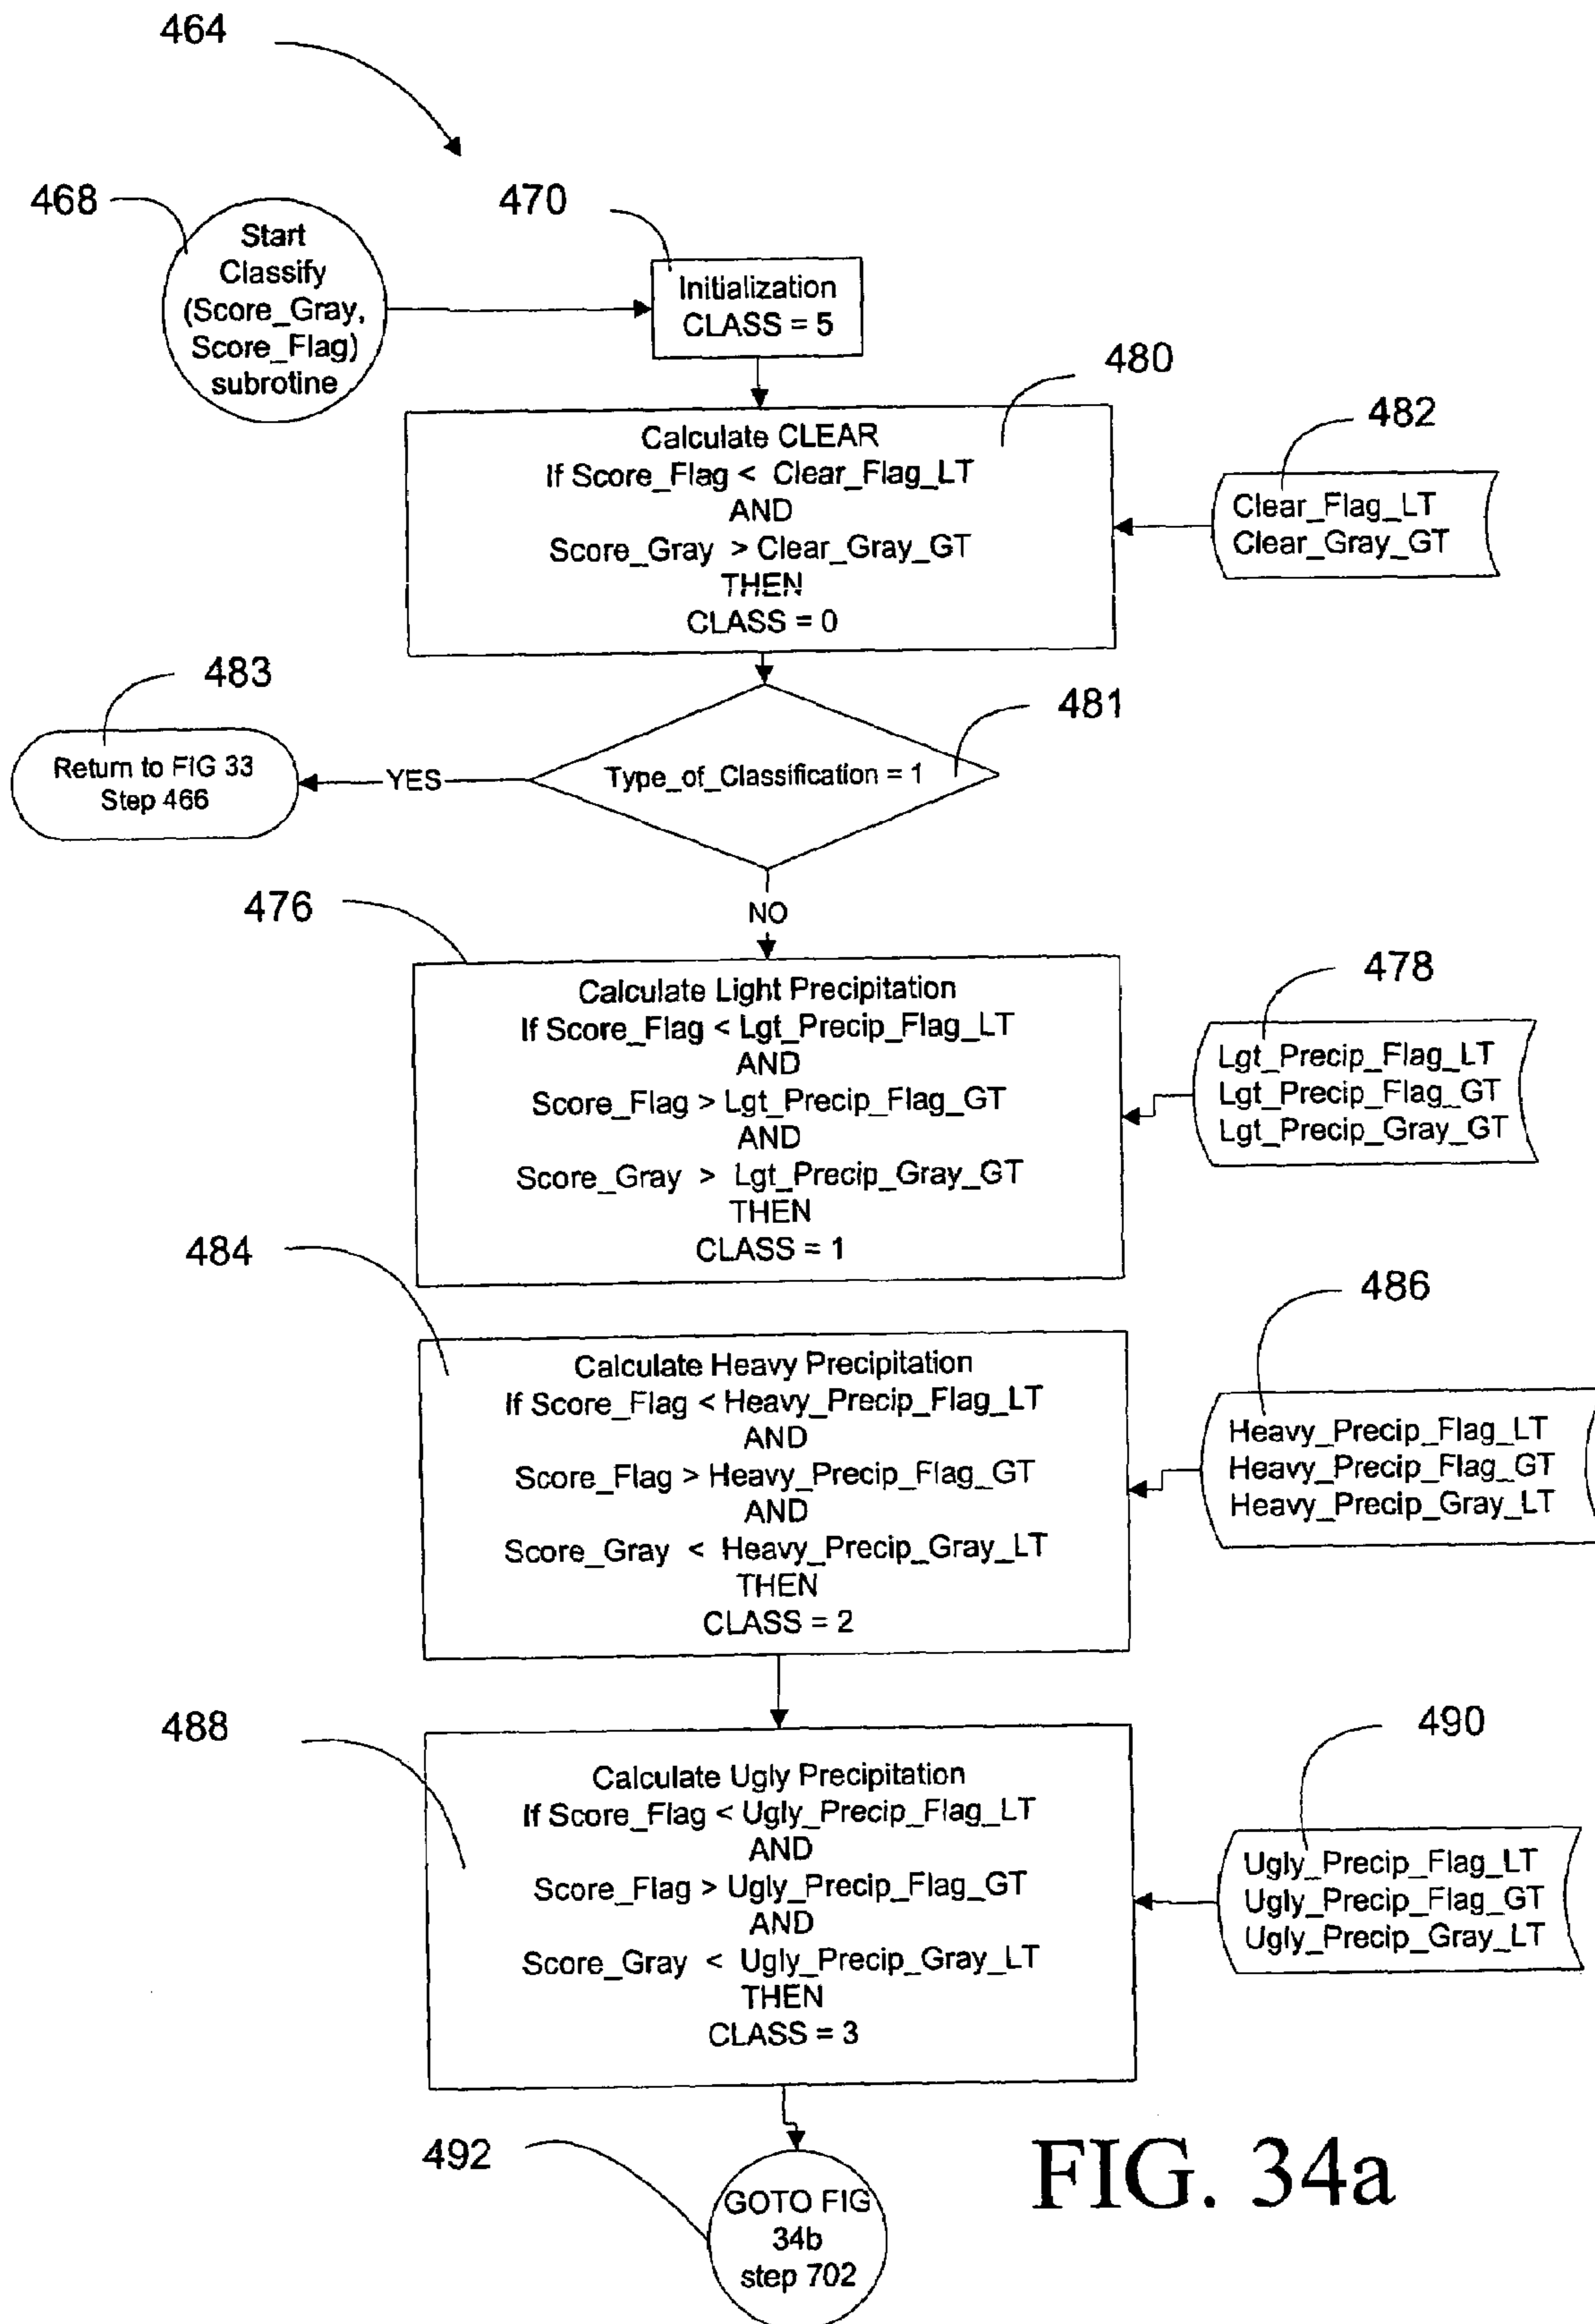 464
468
Start
Classify
(Score_Gray,
Score_Flag)
subrotine
470
Initialization
CLASS = 5
480
Calculate CLEAR
If Score_Flag < Clear_Flag_LT
AND
Score_Gray > Clear_Gray_GT
THEN
CLASS = 0
482
Clear_Flag_LT
Clear_Gray_GT
483
Return to FIG 33
Step 466
YES
481
Type_of_Classification = 1
NO
476
Calculate Light Precipitation
If Score_Flag < Lgt_Precip_Flag_LT
AND
Score_Flag > Lgt_Precip_Flag_GT
AND
Score_Gray > Lgt_Precip_Gray_GT
THEN
CLASS = 1
478
Lgt_Precip_Flag_LT
Lgt_Precip_Flag_GT
Lgt_Precip_Gray_GT
484
Calculate Heavy Precipitation
If Score_Flag < Heavy_Precip_Flag_LT
AND
Score_Flag > Heavy_Precip_Flag_GT
AND
Score_Gray < Heavy_Precip_Gray_LT
THEN
CLASS = 2
486
Heavy_Precip_Flag_LT
Heavy_Precip_Flag_GT
Heavy_Precip_Gray_LT
488
Calculate Ugly Precipitation
If Score_Flag < Ugly_Precip_Flag_LT
AND
Score_Flag > Ugly_Precip_Flag_GT
AND
Score_Gray < Ugly_Precip_Gray_LT
THEN
CLASS = 3
490
Ugly_Precip_Flag_LT
Ugly_Precip_Flag_GT
Ugly_Precip_Gray_LT
492
GOTO FIG
34b
step 702
FIG. 34a